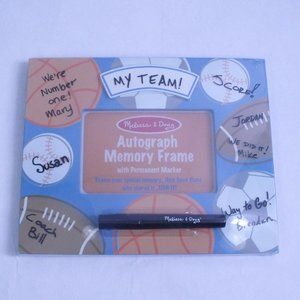 We're
Number
one!
Mary
MY TEAM!
SCORE!
JORDAN
WE DID IT!
Mike
Melissa & Doug
Autograph
Memory Frame
with Permanent Marker
Susan
Melissa & Doug
Coach
Bill
Way to Go!
Brendan